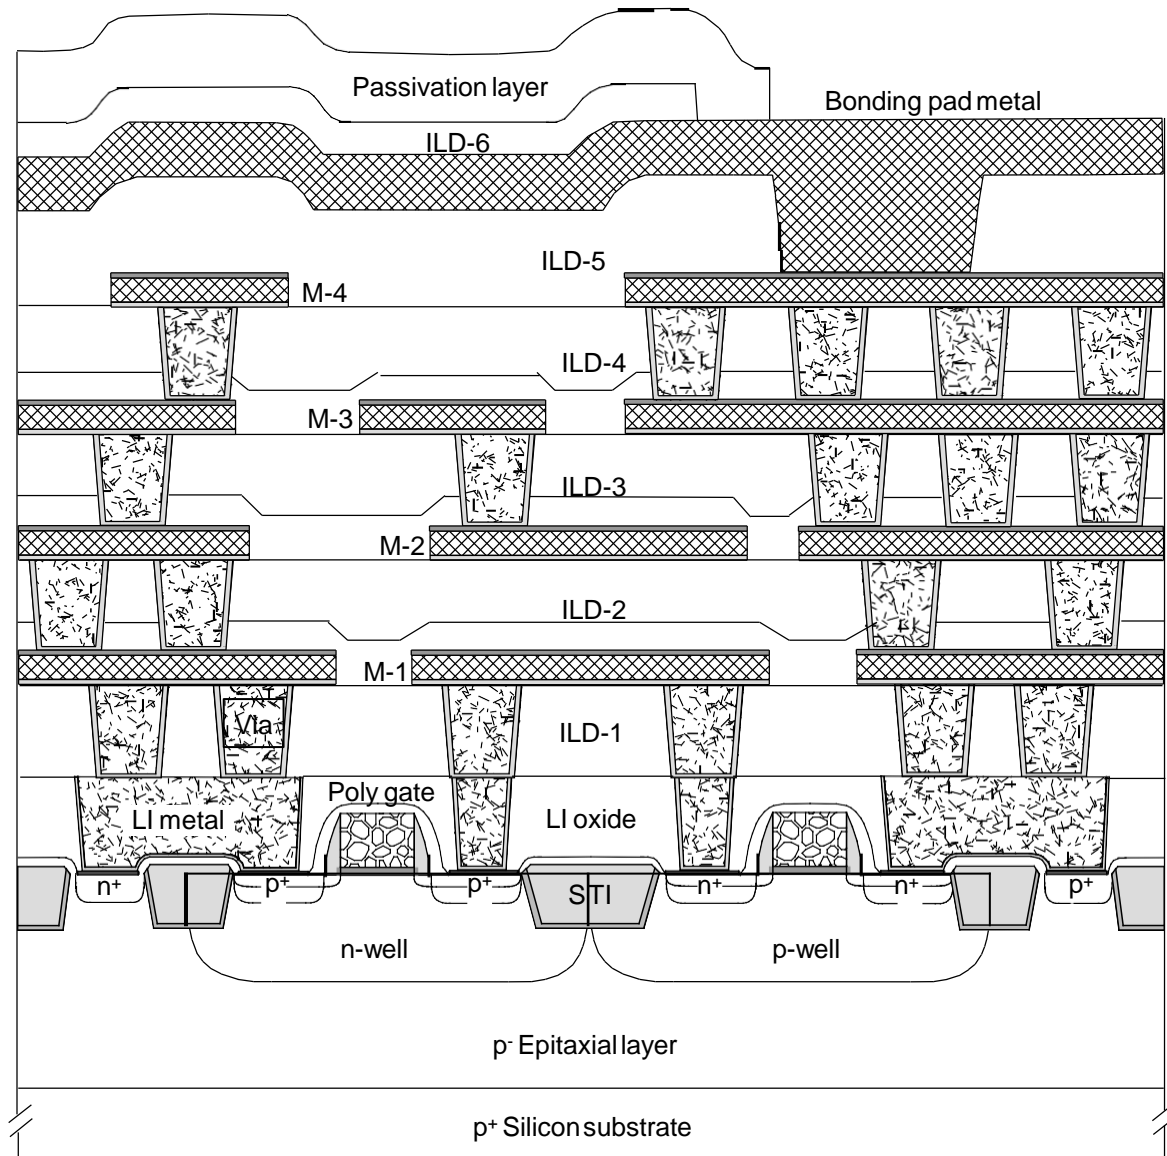 Passivation layer
Bonding pad metal
ILD-6
ILD-5
M-4
ILD-4
M-3
ILD-3
M-2
ILD-2
M-1
Via
ILD-1
Poly gate
LI metal
LI oxide
n+
p+
p+
STI
n+
n+
p+
n-well
p-well
p- Epitaxial layer
p+ Silicon substrate